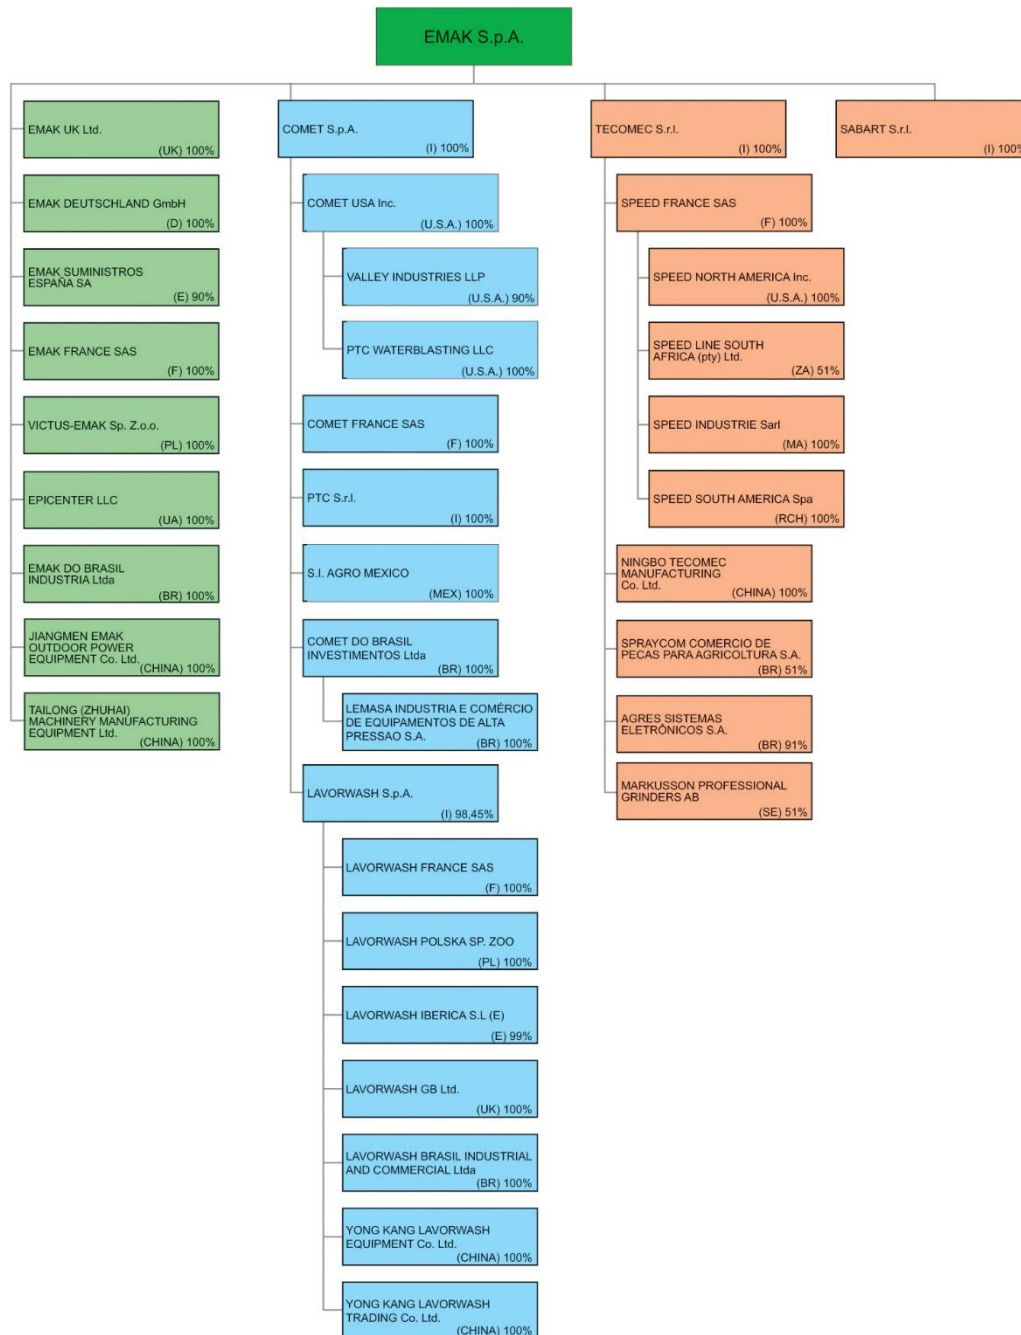 EMAK S.p.A.
EMAK UK Ltd.
(UK) 100%
EMAK DEUTSCHLAND GmbH
(D) 100%
EMAK SUMINISTROS
ESPAÑA SA
(E) 90%
EMAK FRANCE SAS
(F) 100%
VICTUS-EMAK Sp. Z.o.o.
(PL) 100%
EPICENTER LLC
(UA) 100%
EMAK DO BRASIL
INDUSTRIA Ltda
(BR) 100%
JIANGMEN EMAK
OUTDOOR POWER
EQUIPMENT Co. Ltd.
(CHINA) 100%
TAILONG (ZHUHAI)
MACHINERY MANUFACTURING
EQUIPMENT Ltd.
(CHINA) 100%
COMET S.p.A.
(I) 100%
COMET USA Inc.
(U.S.A.) 100%
VALLEY INDUSTRIES LLP
(U.S.A.) 90%
PTC WATERBLASTING LLC
(U.S.A.) 100%
COMET FRANCE SAS
(F) 100%
PTC S.r.l.
(I) 100%
S.I. AGRO MEXICO
(MEX) 100%
COMET DO BRASIL
INVESTIMENTOS Ltda
(BR) 100%
LEMASA INDUSTRIA E COMÉRCIO
DE EQUIPAMENTOS DE ALTA
PRESSAO S.A.
(BR) 100%
LAVORWASH S.p.A.
(I) 98,45%
LAVORWASH FRANCE SAS
(F) 100%
LAVORWASH POLSKA SP. ZOO
(PL) 100%
LAVORWASH IBERICA S.L (E)
(E) 99%
LAVORWASH GB Ltd.
(UK) 100%
LAVORWASH BRASIL INDUSTRIAL
AND COMMERCIAL Ltda
(BR) 100%
YONG KANG LAVORWASH
EQUIPMENT Co. Ltd.
(CHINA) 100%
YONG KANG LAVORWASH
TRADING Co. Ltd.
(CHINA) 100%
TECOMEC S.r.l.
(I) 100%
SPEED FRANCE SAS
(F) 100%
SPEED NORTH AMERICA Inc.
(U.S.A.) 100%
SPEED LINE SOUTH
AFRICA (pty) Ltd.
(ZA) 51%
SPEED INDUSTRIE Sarl
(MA) 100%
SPEED SOUTH AMERICA Spa
(RCH) 100%
NINGBO TECOMEC
MANUFACTURING
Co. Ltd.
(CHINA) 100%
SPRAYCOM COMERCIO DE
PECAS PARA AGRICOLTURA S.A.
(BR) 51%
AGRES SISTEMAS
ELETRÔNICOS S.A.
(BR) 91%
MARKUSSON PROFESSIONAL
GRINDERS AB
(SE) 51%
SABART S.r.l.
(I) 100%